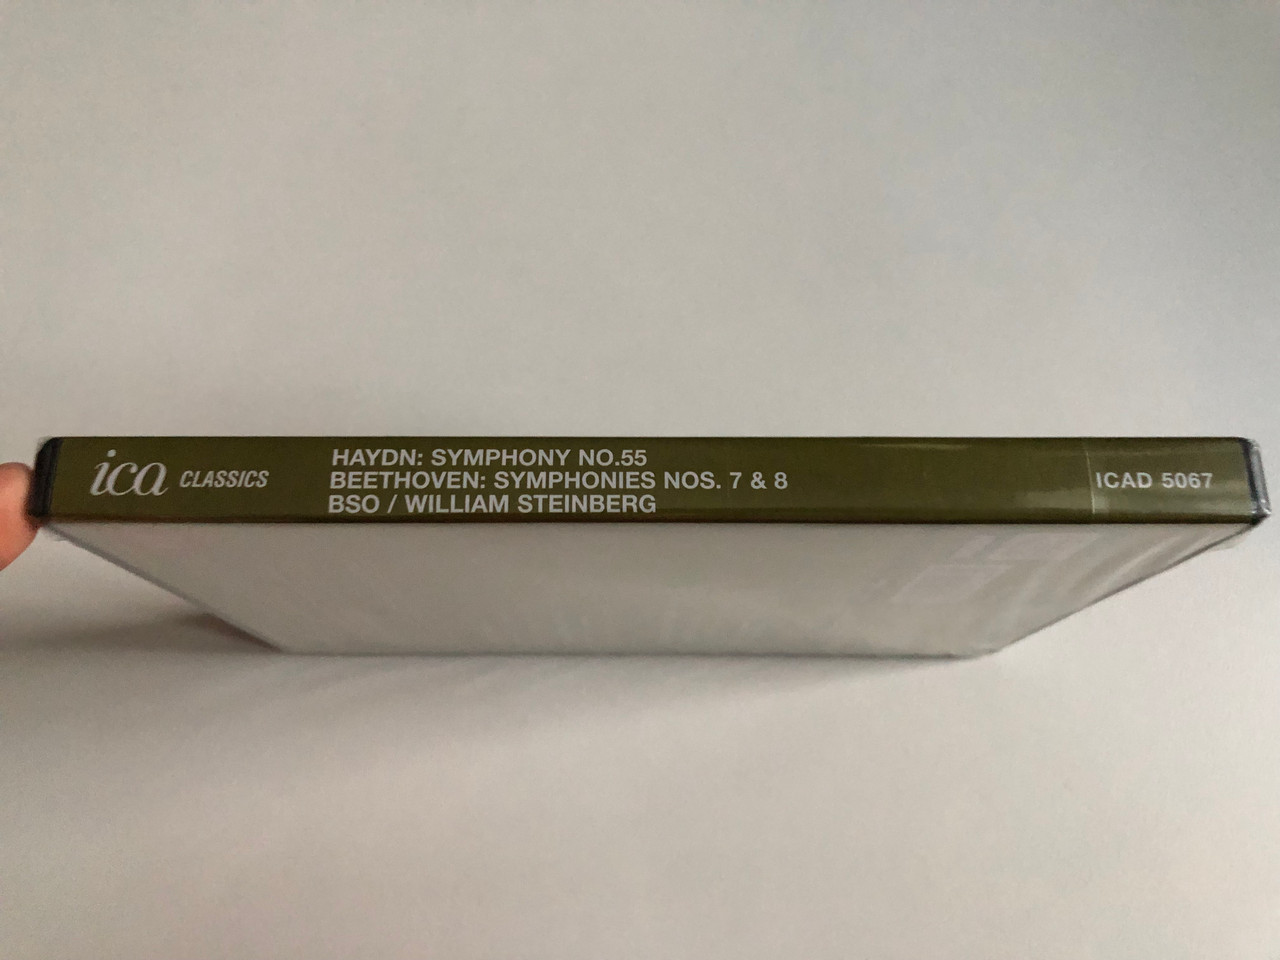 ica CLASSICS
HAYDN: SYMPHONY NO.55
BEETHOVEN: SYMPHONIES NOS. 7 & 8
BSO / WILLIAM STEINBERG
ICAD 5067